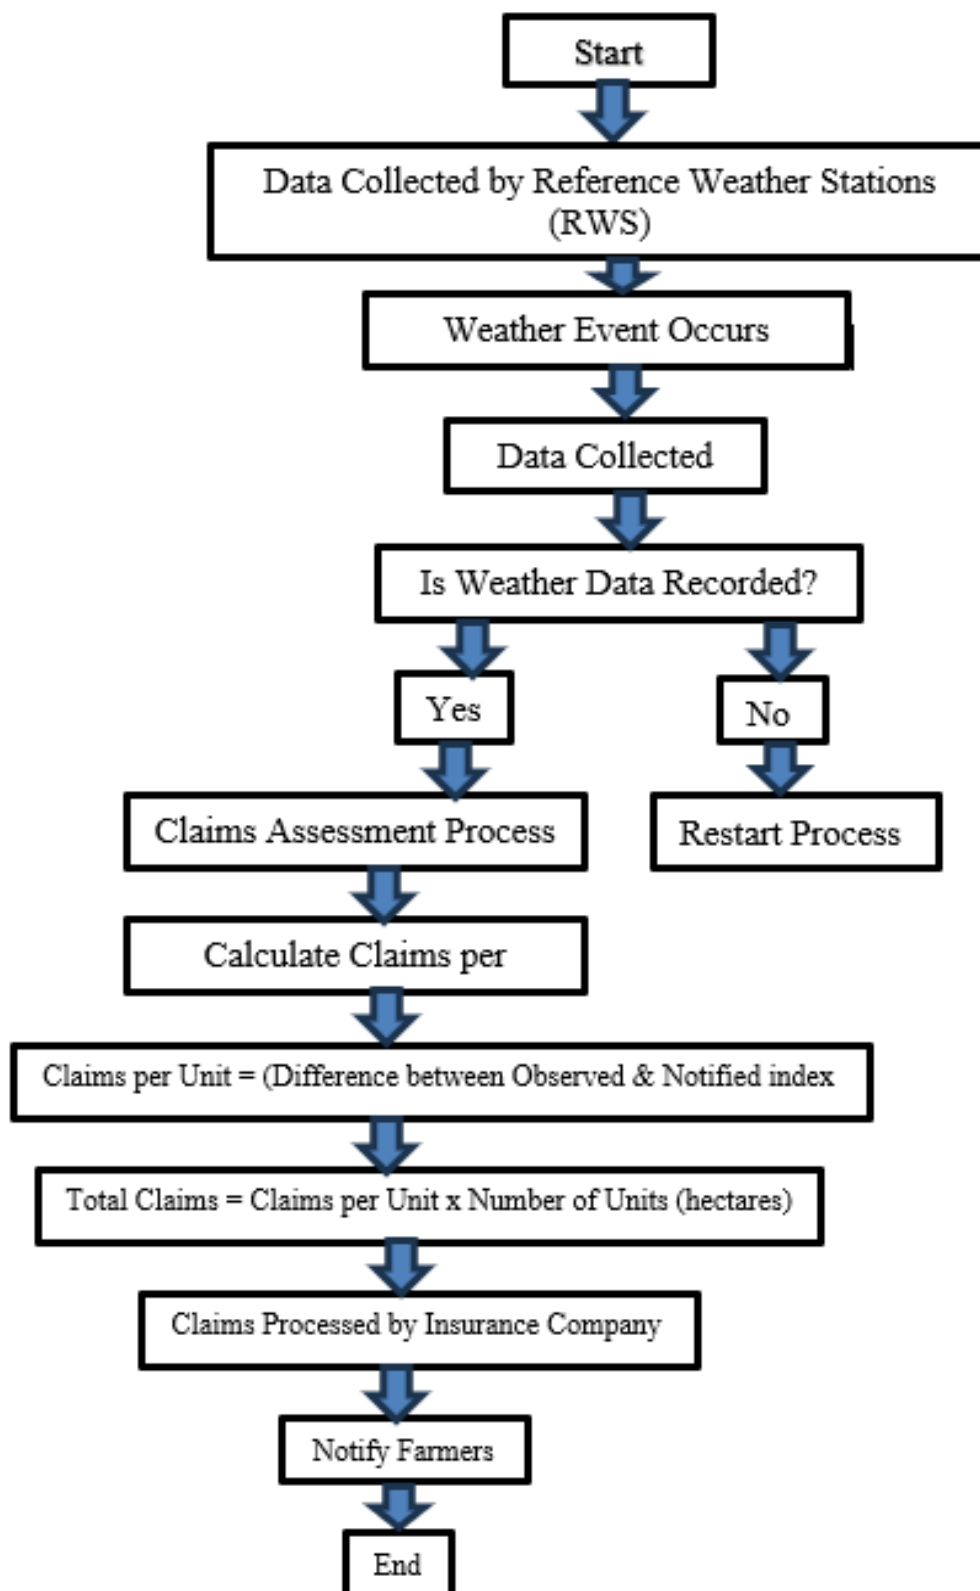 Start
Data Collected by Reference Weather Stations
(RWS)
Weather Event Occurs
Data Collected
Is Weather Data Recorded?
Yes
No
Claims Assessment Process
Restart Process
Calculate Claims per
Claims per Unit = (Difference between Observed & Notified index
Total Claims = Claims per Unit x Number of Units (hectares)
Claims Processed by Insurance Company
Notify Farmers
End